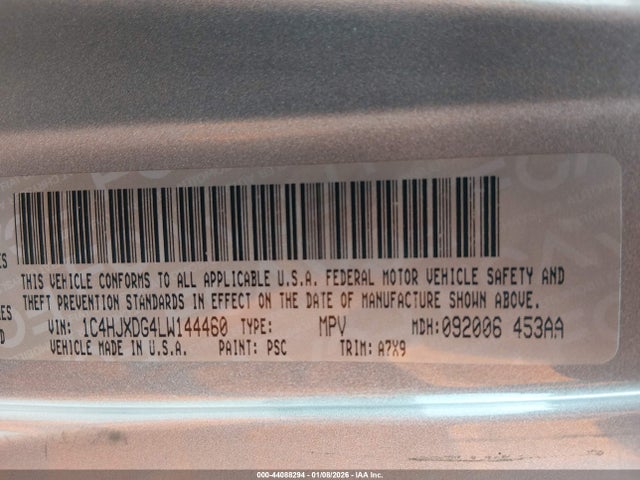 THIS VEHICLE CONFORMS TO ALL APPLICABLE U.S.A. FEDERAL MOTOR VEHICLE SAFETY AND
THEFT PREVENTION STANDARDS IN EFFECT ON THE DATE OF MANUFACTURE SHOWN ABOVE.
VIN: 1C4HJXDG4LW144460 TYPE: MPV MDH:092006 453AA
VEHICLE MADE IN U.S.A. PAINT: PSC TRIM: A7X9
000-44088294 - 01/08/2026 - IAA Inc.